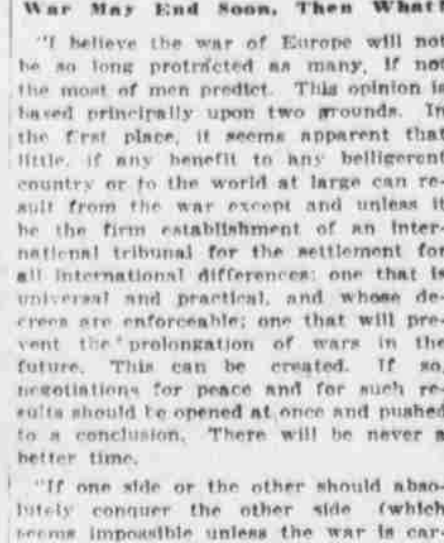 War May End Soon, Then What?
"I believe the war of Europe will not
be so long protracted as many, if not
the most of men predict. This opinion is
based principally upon two grounds. In
the first place, it seems apparent that
little, if any benefit to any belligerent
country or to the world at large can re-
sult from the war except and unless it
be the firm establishment of an inter-
national tribunal for the settlement for
all international differences; one that is
universal and practical, and whose de-
crees are enforceable; one that will pre-
vent the prolongation of wars in the
future. This can be created. If so,
negotiations for peace and for such re-
sults should be opened at once and pushed
to a conclusion. There will be never a
better time.
"If one side or the other should abso-
lutely conquer the other side (which
seems impossible unless the war is car-